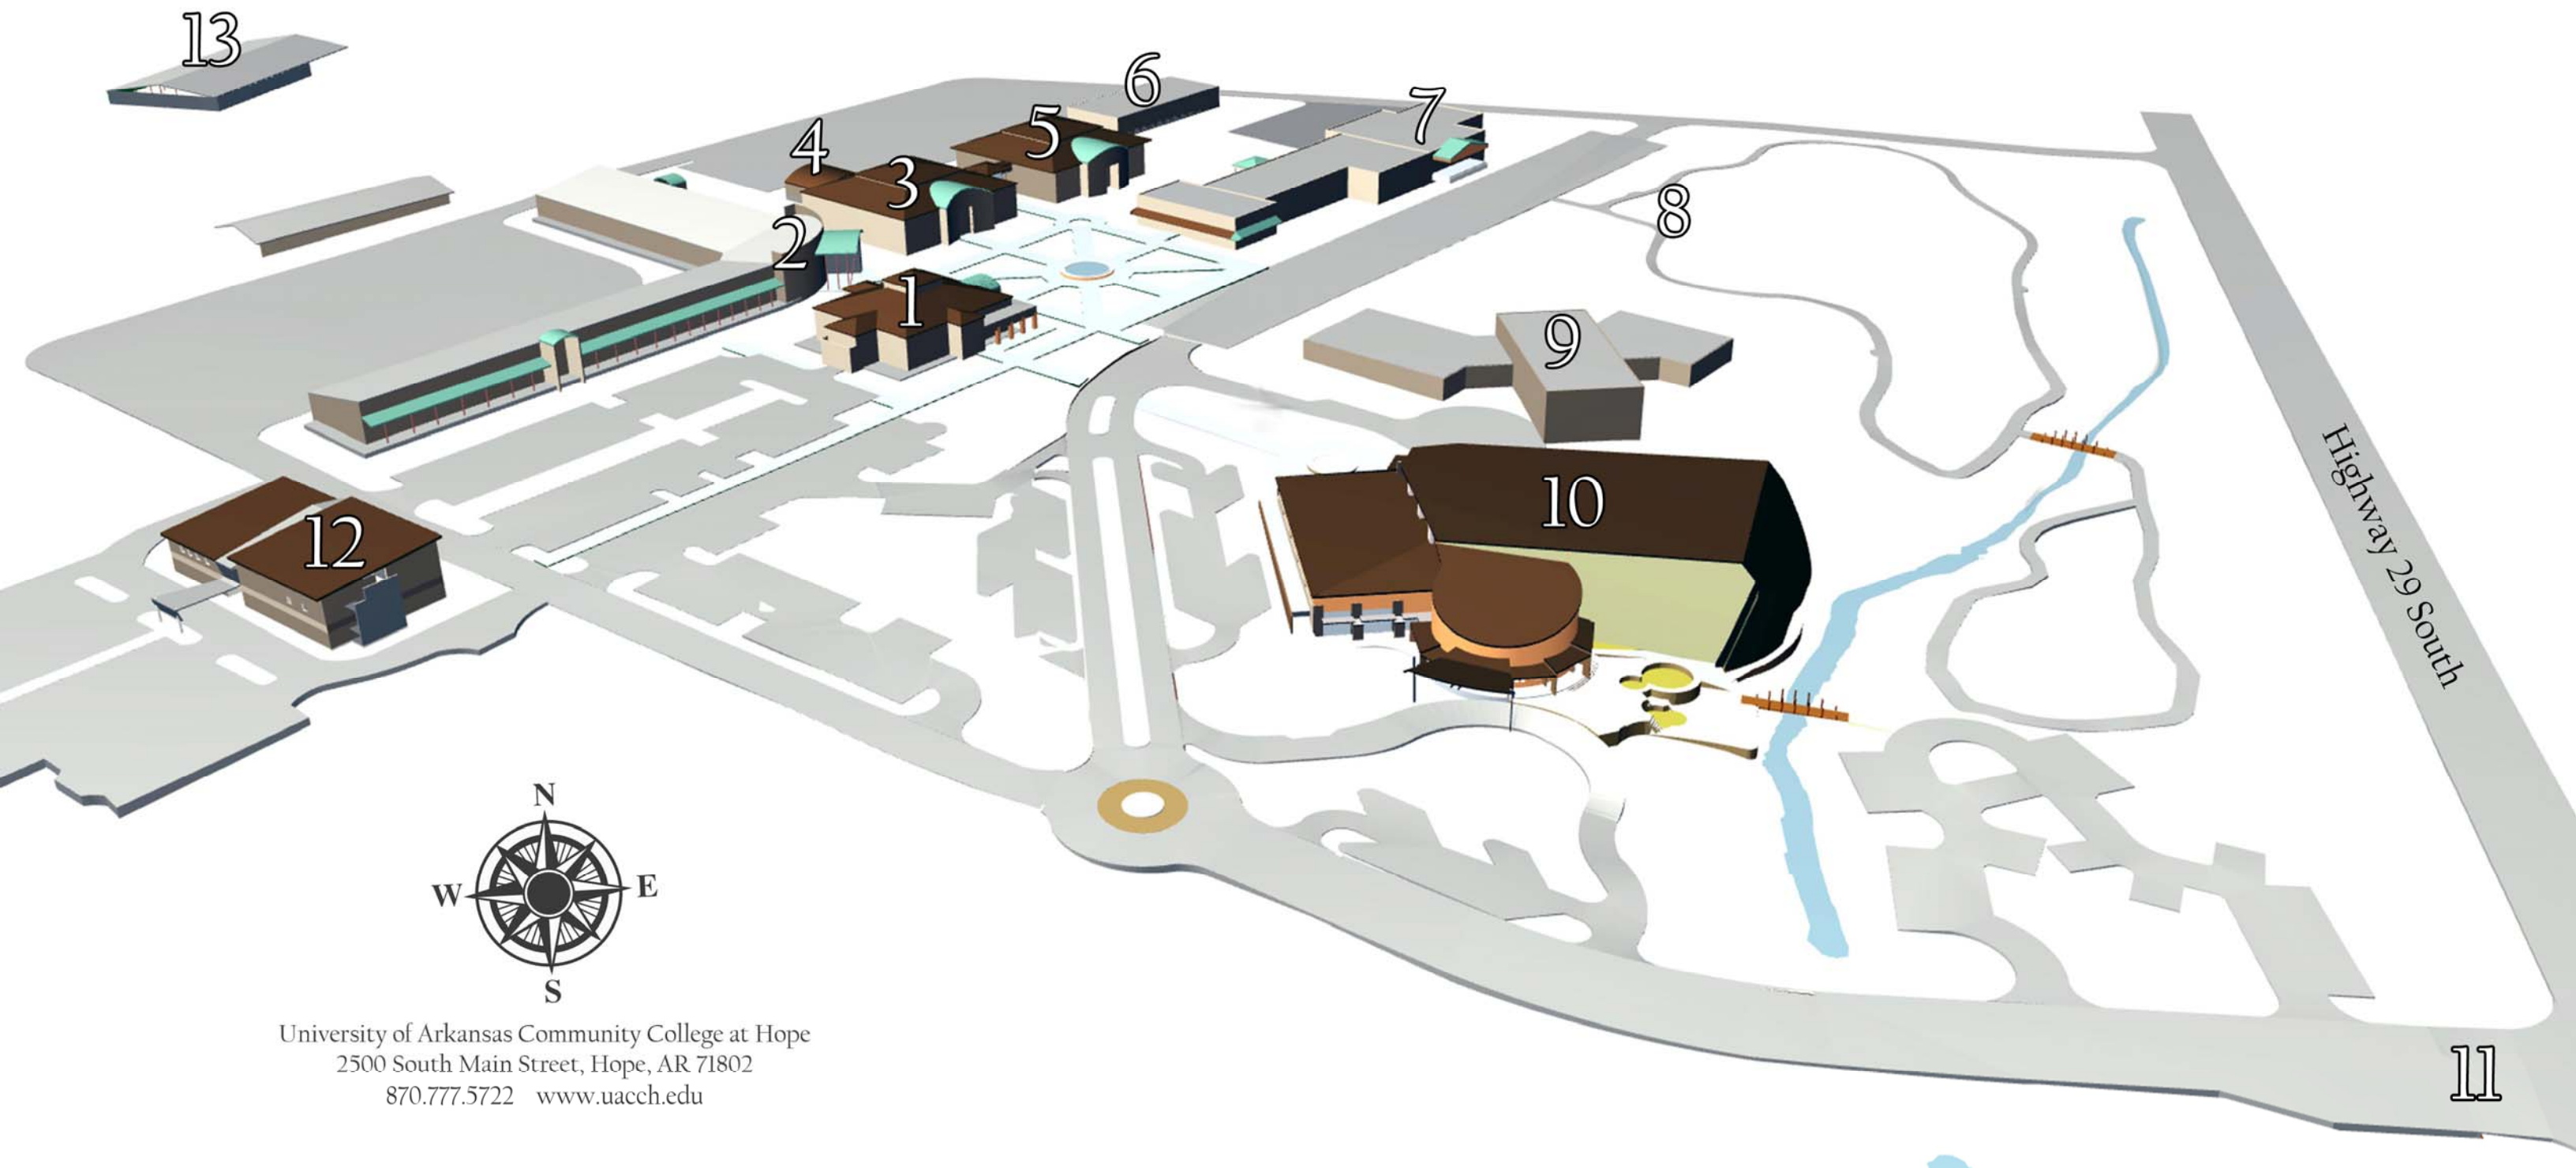 13
6
7
5
4
3
8
2
1
9
Highway 29 South
10
12
N
W
E
S
University of Arkansas Community College at Hope
2500 South Main Street, Hope, AR 71802
870.777.5722 www.uacch.edu
11